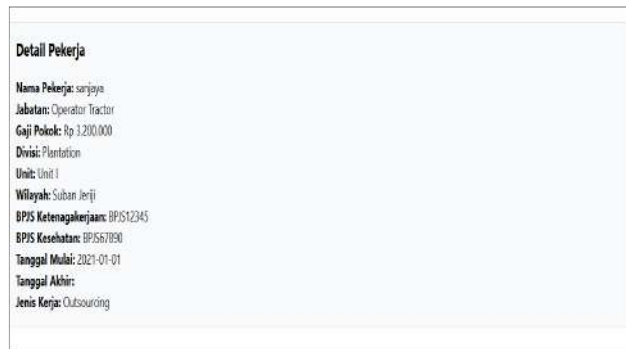 Detail Pekerja
Nama Pekerja: sanjaya
Jabatan: Operator Tractor
Gaji Pokok: Rp 3.200.000
Divisi: Plantation
Unit: Unit I
Wilayah: Suban Jeriji
BPJS Ketenagakerjaan: BPJS12345
BPJS Kesehatan: BPJS67890
Tanggal Mulai: 2021-01-01
Tanggal Akhir:
Jenis Kerja: Outsourcing